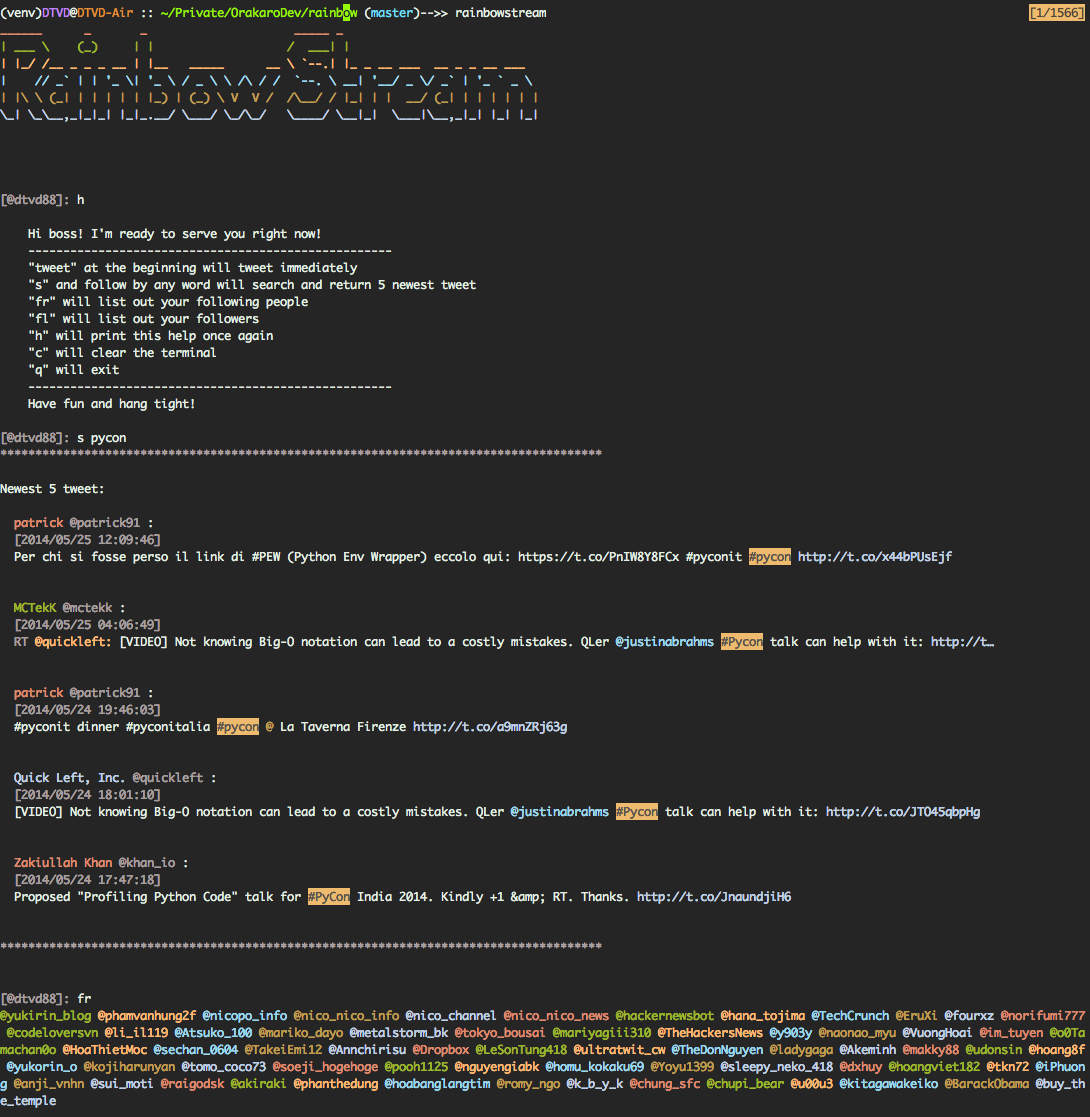 (venv)DTVD@DTVD-Air :: ~/Private/OrakaroDev/rainbow (master)-->> rainbowstream [1/1566]
Rainbow Stream
[@dtvd88]: h
Hi boss! I'm ready to serve you right now!
----------------------------------------------------
"tweet" at the beginning will tweet immediately
"s" and follow by any word will search and return 5 newest tweet
"fr" will list out your following people
"fl" will list out your followers
"h" will print this help once again
"c" will clear the terminal
"q" will exit
----------------------------------------------------
Have fun and hang tight!
[@dtvd88]: s pycon
**************************************************************************************
Newest 5 tweet:
patrick @patrick91 :
[2014/05/25 12:09:46]
Per chi si fosse perso il link di #PEW (Python Env Wrapper) eccolo qui: https://t.co/PnIW8Y8FCx #pyconit #pycon http://t.co/x44bPUsEjf
MCTekK @mctekk :
[2014/05/25 04:06:49]
RT @quickleft: [VIDEO] Not knowing Big-O notation can lead to a costly mistakes. QLer @justinabrahms #Pycon talk can help with it: http://t…
patrick @patrick91 :
[2014/05/24 19:46:03]
#pyconit dinner #pyconitalia #pycon @ La Taverna Firenze http://t.co/a9mnZRj63g
Quick Left, Inc. @quickleft :
[2014/05/24 18:01:10]
[VIDEO] Not knowing Big-O notation can lead to a costly mistakes. QLer @justinabrahms #Pycon talk can help with it: http://t.co/JTO45qbpHg
Zakiullah Khan @khan_io :
[2014/05/24 17:47:18]
Proposed "Profiling Python Code" talk for #PyCon India 2014. Kindly +1 &amp; RT. Thanks. http://t.co/JnaundjiH6
**************************************************************************************
[@dtvd88]: fr
@yukirin_blog @phamvanhung2f @nicopo_info @nico_nico_info @nico_channel @nico_nico_news @hackernewsbot @hana_tojima @TechCrunch @EruXi @fourxz @norifumi777
@codeloversvn @li_il119 @Atsuko_100 @mariko_dayo @metalstorm_bk @tokyo_bousai @mariyagiii310 @TheHackersNews @y903y @naonao_myu @VuongHoai @im_tuyen @o0Ta
machan0o @HoaThietMoc @sechan_0604 @TakeiEmi12 @Annchirisu @Dropbox @LeSonTung418 @ultratwit_cw @TheDonNguyen @ladygaga @Akeminh @makky88 @udonsin @hoang8f
@yukorin_o @kojiharunyan @tomo_coco73 @soeji_hogehoge @pooh1125 @nguyengiabk @homu_kokaku69 @Yoyu1399 @sleepy_neko_418 @dxhuy @hoangviet182 @tkn72 @iPhuon
g @anji_vnhn @sui_moti @raigodsk @akiraki @phanthedung @hoabanglangtim @romy_ngo @k_b_y_k @chung_sfc @chupi_bear @u00u3 @kitagawakeiko @BarackObama @buy_th
e_temple